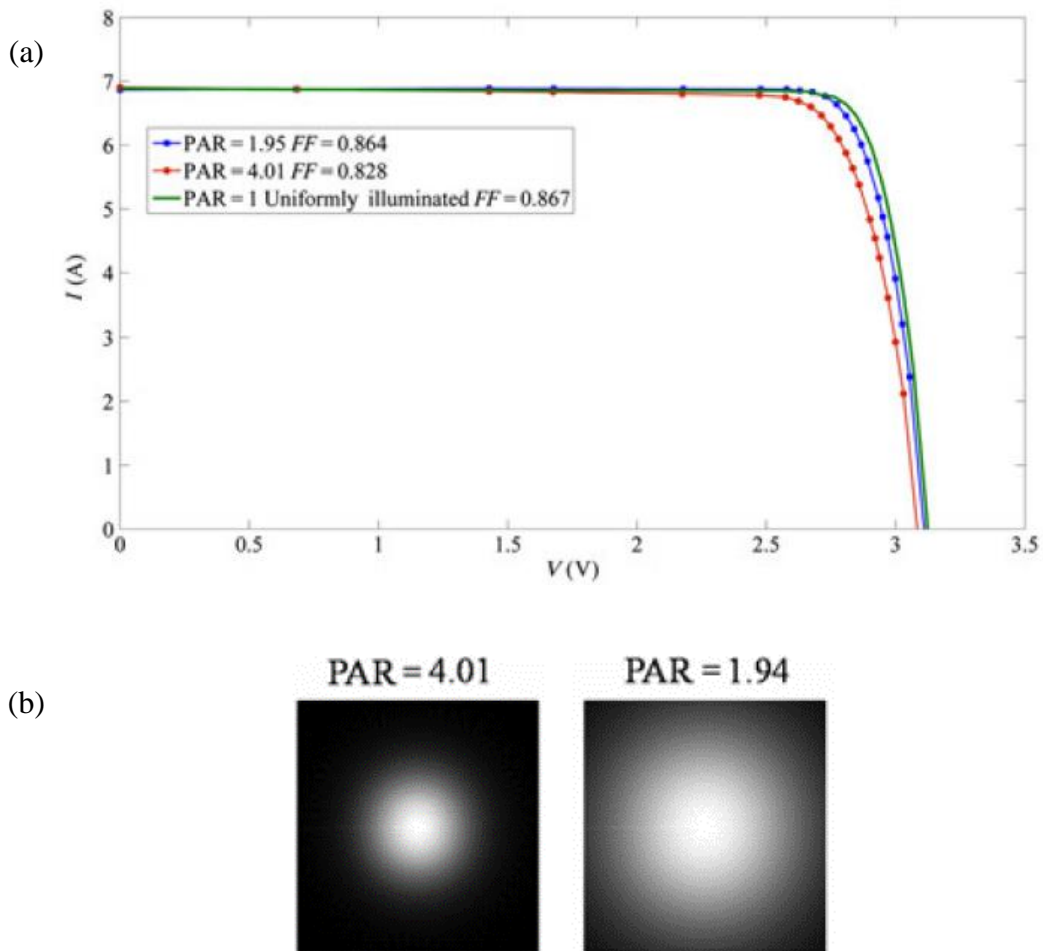 (a)
8
7
6
5
4
3
2
1
0
I (A)
PAR = 1.95 FF = 0.864
PAR = 4.01 FF = 0.828
PAR = 1 Uniformly illuminated FF = 0.867
0 0.5 1 1.5 2 2.5 3 3.5
V (V)
(b)
PAR = 4.01 PAR = 1.94